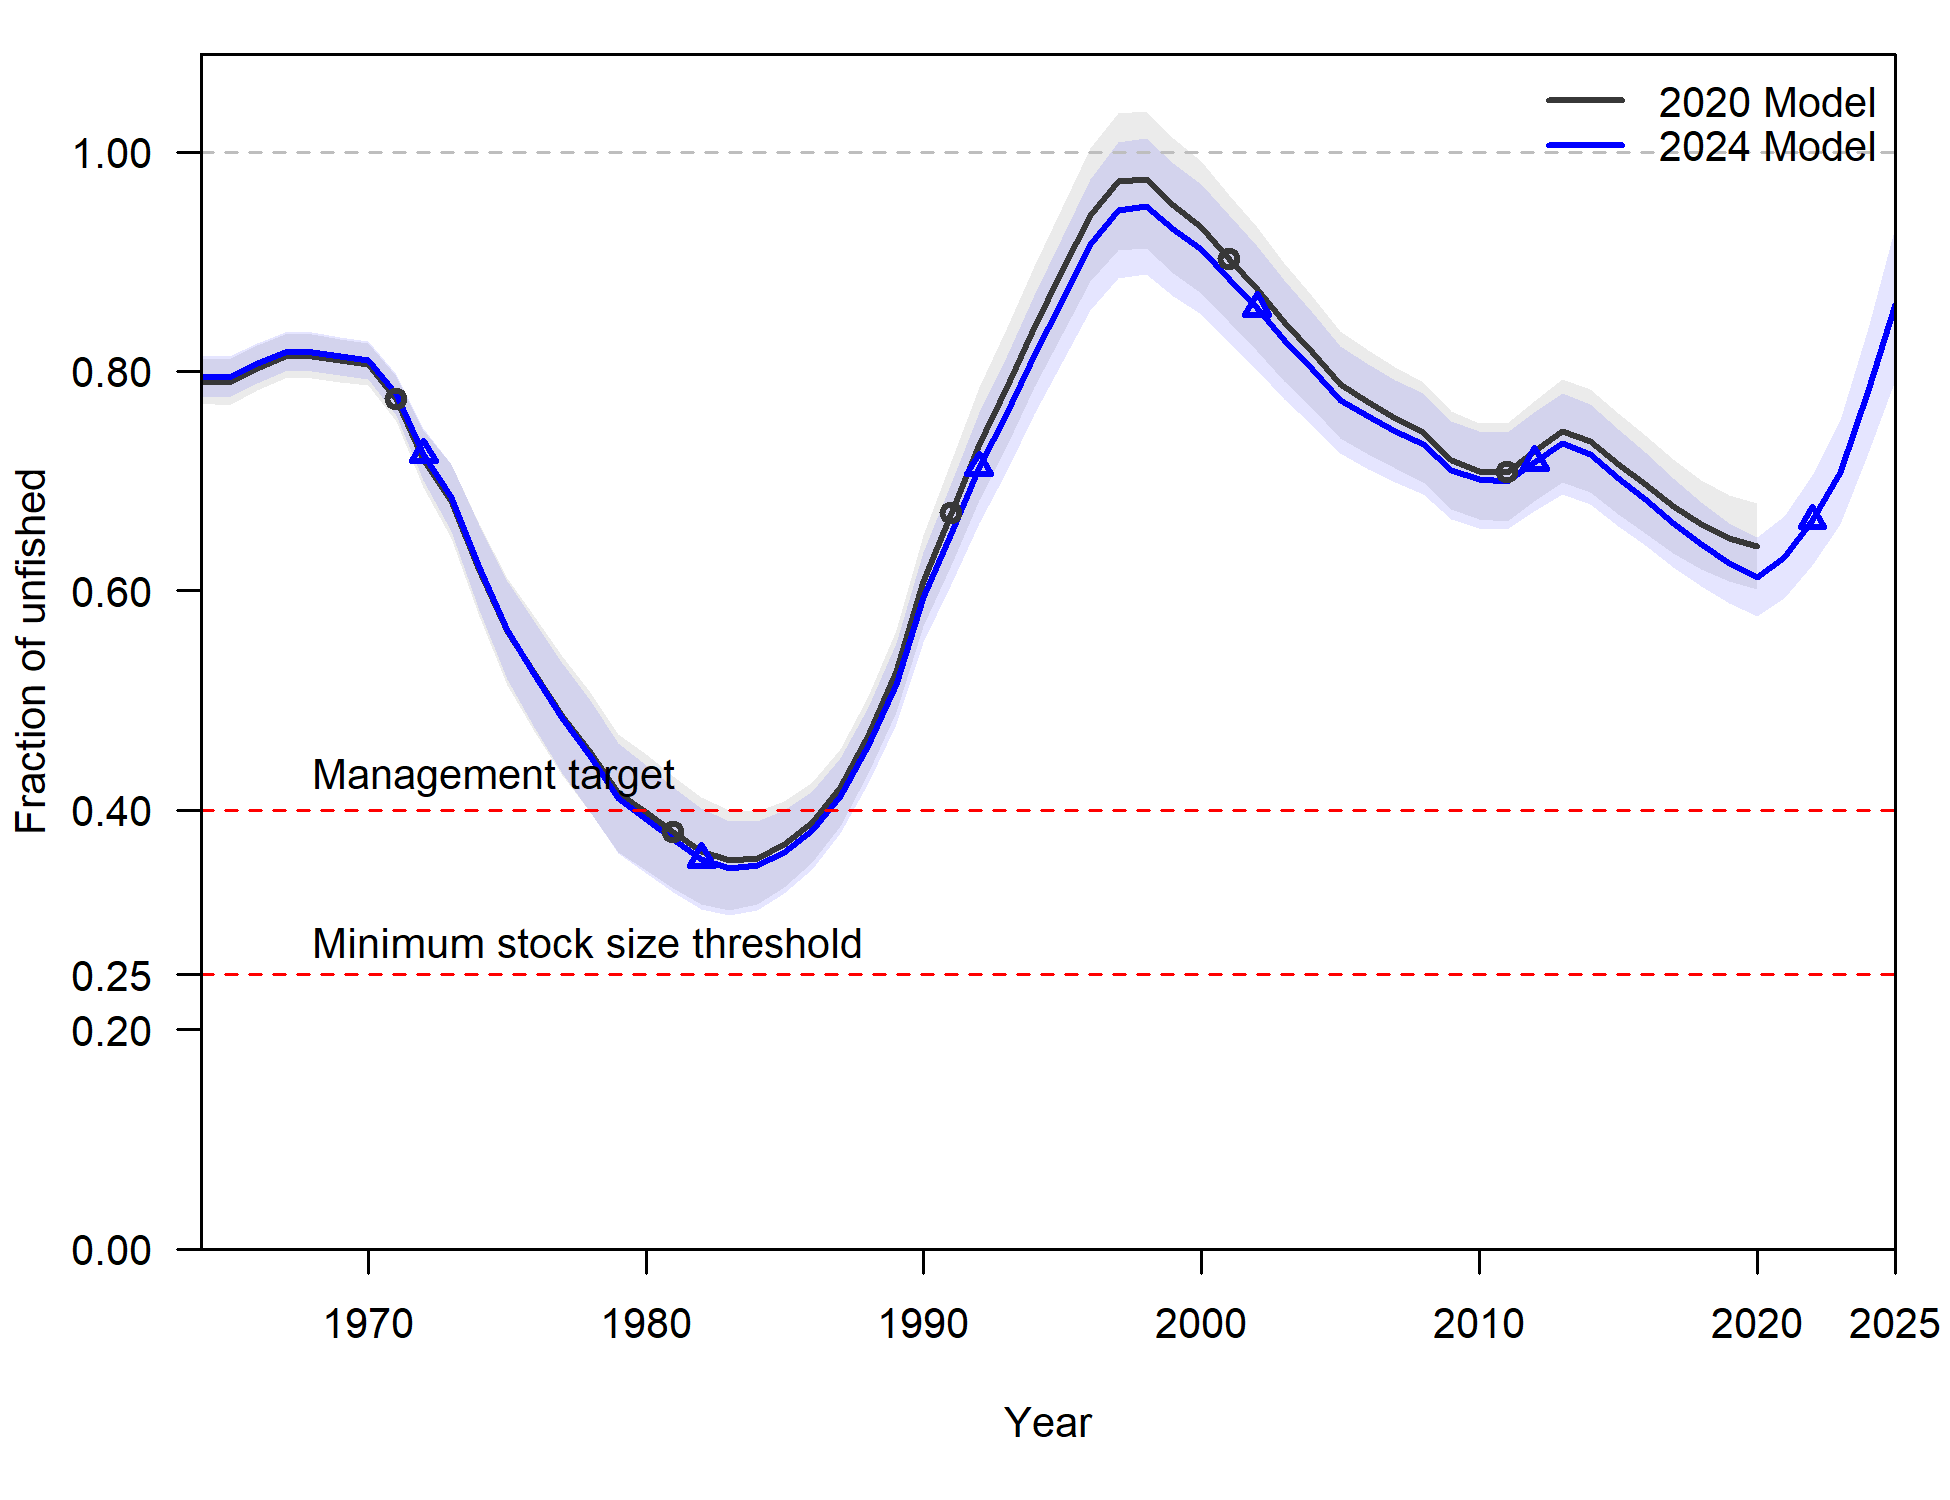 2020 Model
2024 Model
1.00
0.80
0.60
0.40
0.25
0.20
0.00
Fraction of unfished
Management target
Minimum stock size threshold
1970
1980
1990
2000
2010
2020
2025
Year